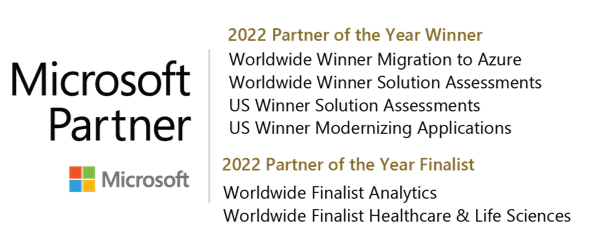 Microsoft
Partner
Microsoft
2022 Partner of the Year Winner
Worldwide Winner Migration to Azure
Worldwide Winner Solution Assessments
US Winner Solution Assessments
US Winner Modernizing Applications
2022 Partner of the Year Finalist
Worldwide Finalist Analytics
Worldwide Finalist Healthcare & Life Sciences